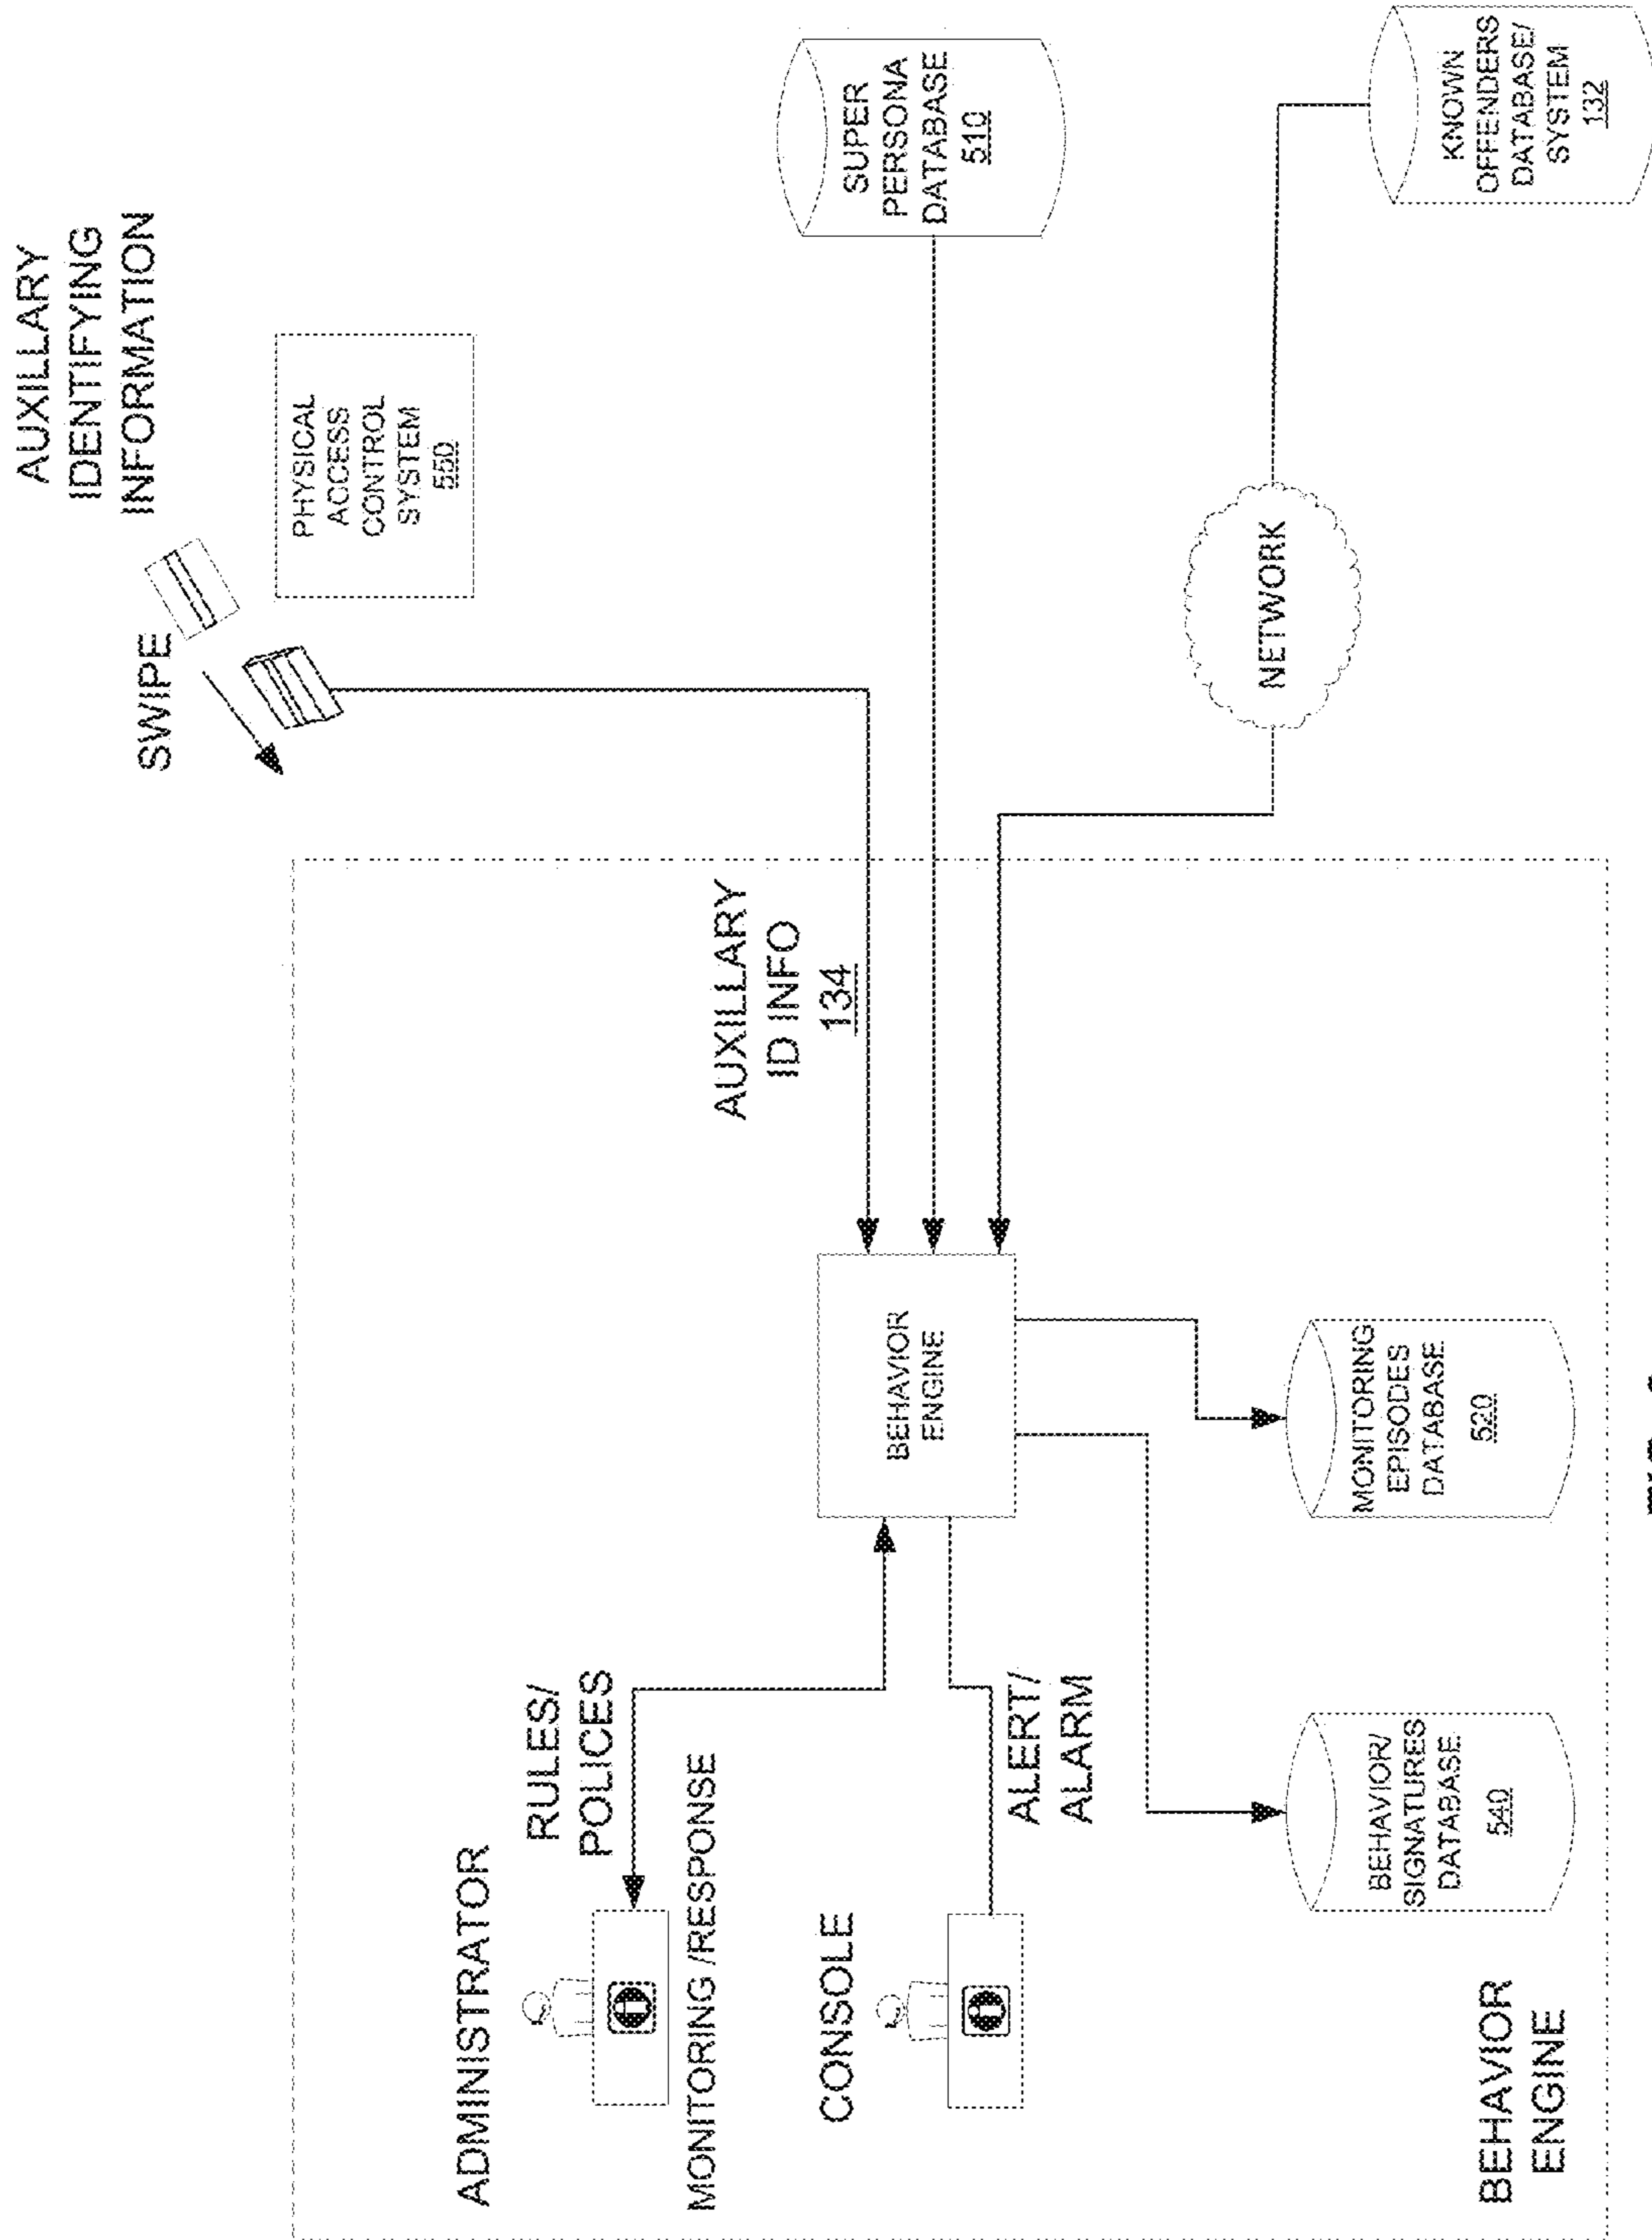 AUXILLARY
IDENTIFYING
INFORMATION
SWIPE
PHYSICAL
ACCESS
CONTROL
SYSTEM
550
ADMINISTRATOR
RULES/
POLICES
MONITORING /RESPONSE
AUXILLARY
ID INFO
134
SUPER
PERSONA
DATABASE
510
CONSOLE
BEHAVIOR
ENGINE
ALERT/
ALARM
NETWORK
BEHAVIOR/
SIGNATURES
DATABASE
540
MONITORING
EPISODES
DATABASE
520
KNOWN
OFFENDERS
DATABASE/
SYSTEM
132
BEHAVIOR
ENGINE